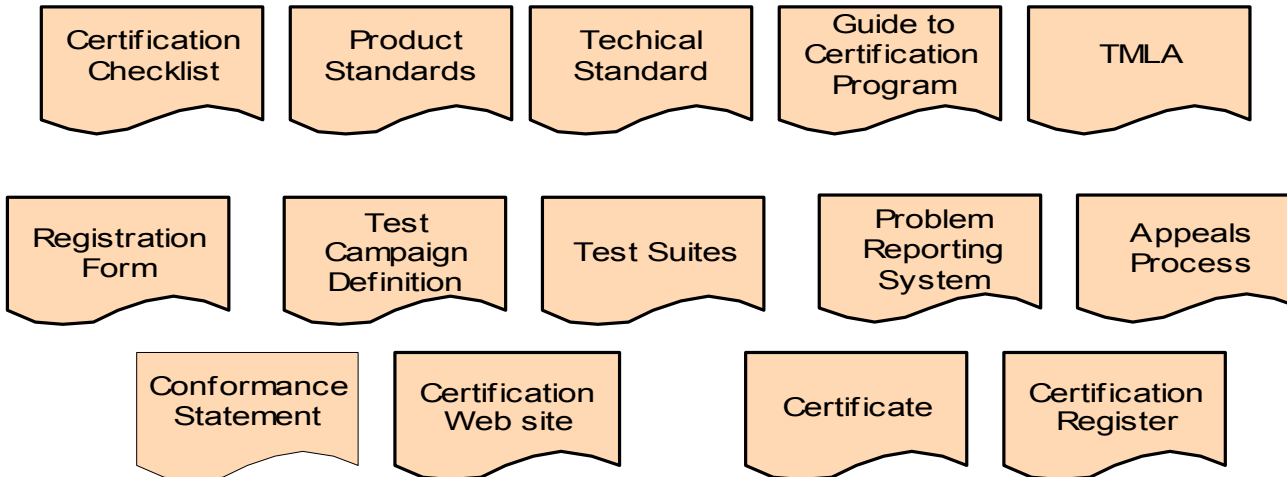 Certification
Checklist
Product
Standards
Techical
Standard
Guide to
Certification
Program
TMLA
Registration
Form
Test
Campaign
Definition
Test Suites
Problem
Reporting
System
Appeals
Process
Conformance
Statement
Certification
Web site
Certificate
Certification
Register